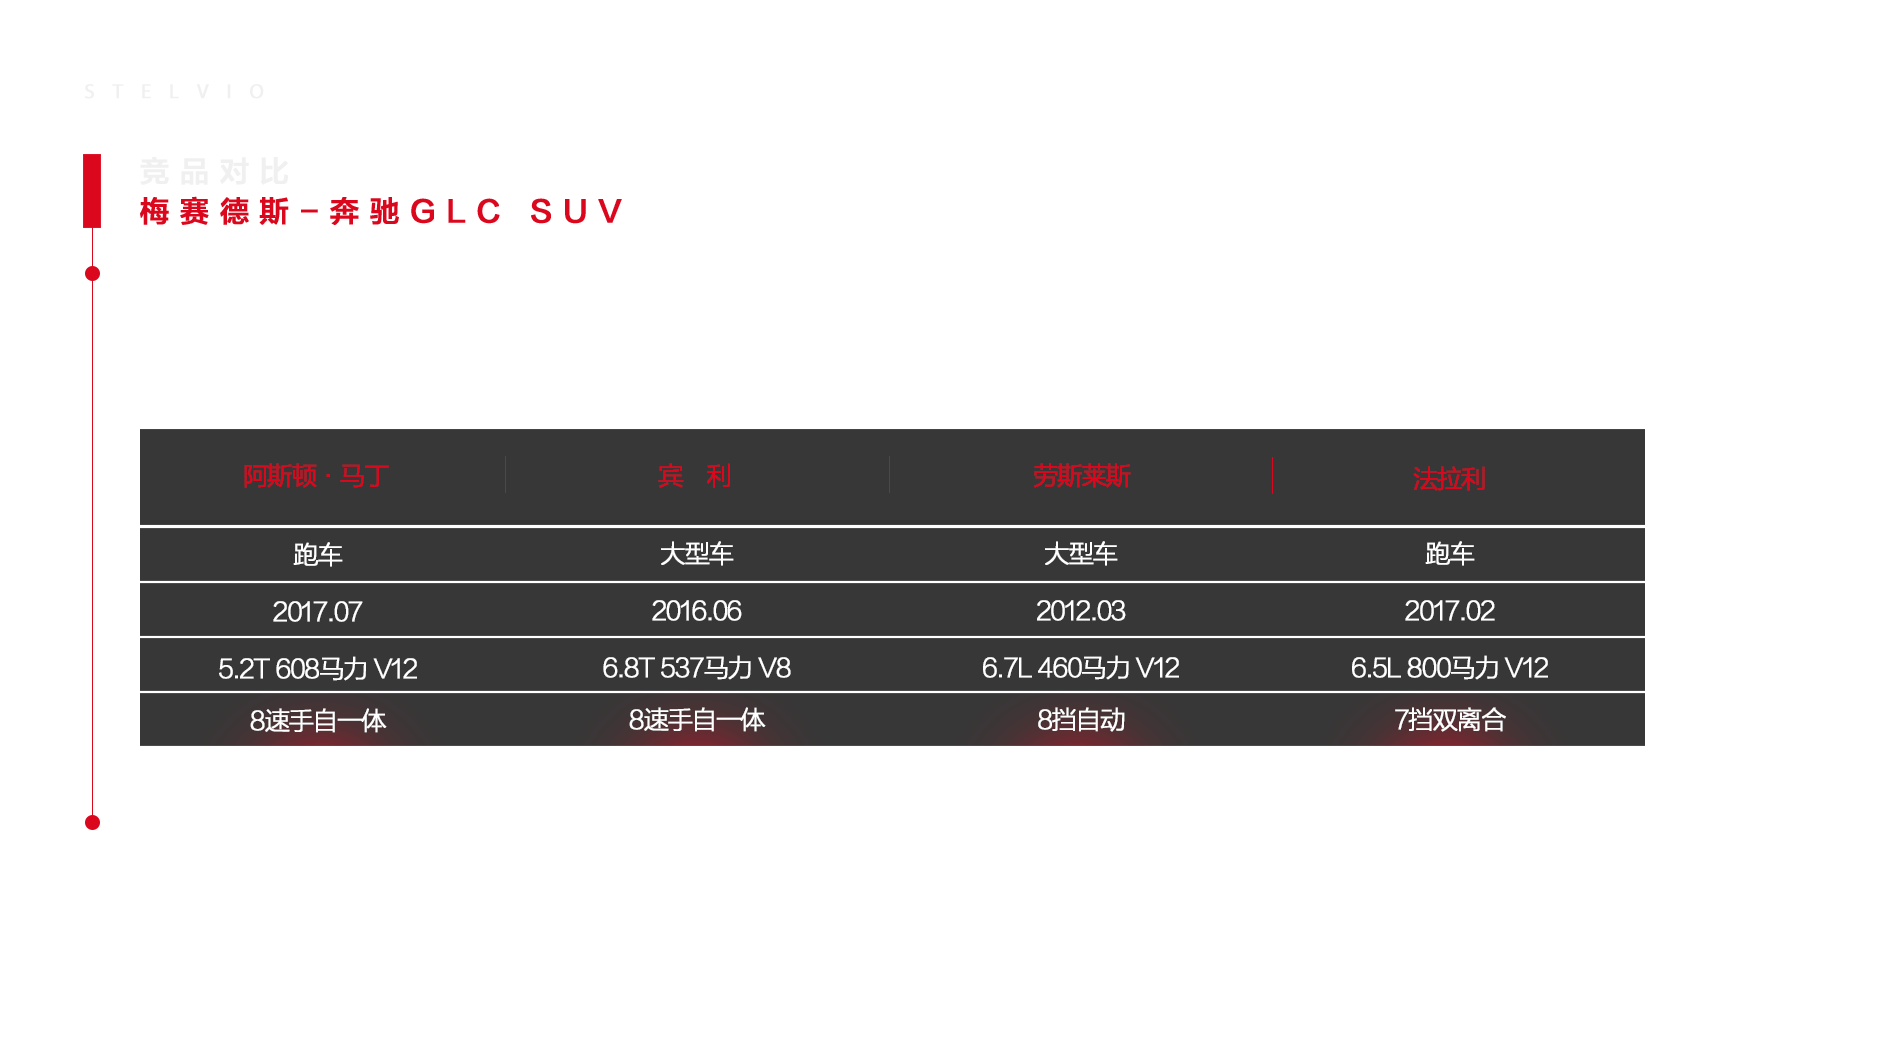 STELVIO
竞品对比
梅赛德斯-奔驰GLC SUV
阿斯顿·马丁 宾 利 劳斯莱斯 法拉利
跑车 大型车 大型车 跑车
2017.07 2016.06 2012.03 2017.02
5.2T 608马力 V12 6.8T 537马力 V8 6.7L 460马力 V12 6.5L 800马力 V12
8速手自一体 8速手自一体 8挡自动 7挡双离合